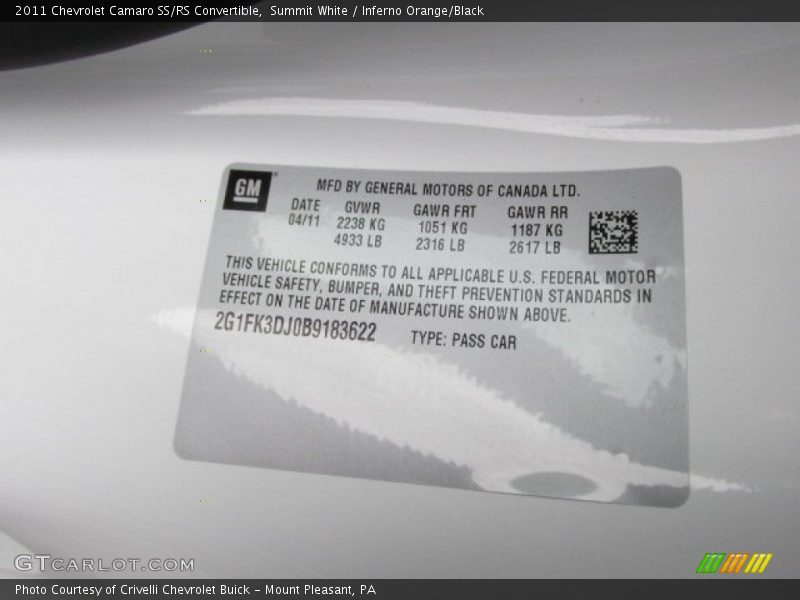 2011 Chevrolet Camaro SS/RS Convertible,  Summit White / Inferno Orange/Black
GM
MFD BY GENERAL MOTORS OF CANADA LTD.
DATE GVWR GAWR FRT GAWR RR
04/11 2238 KG 1051 KG 1187 KG
4933 LB 2316 LB 2617 LB
THIS VEHICLE CONFORMS TO ALL APPLICABLE U.S. FEDERAL MOTOR
VEHICLE SAFETY, BUMPER, AND THEFT PREVENTION STANDARDS IN
EFFECT ON THE DATE OF MANUFACTURE SHOWN ABOVE.
2G1FK3DJ0B9183622 TYPE: PASS CAR
GTCARLOT.COM
Photo Courtesy of Crivelli Chevrolet Buick – Mount Pleasant, PA